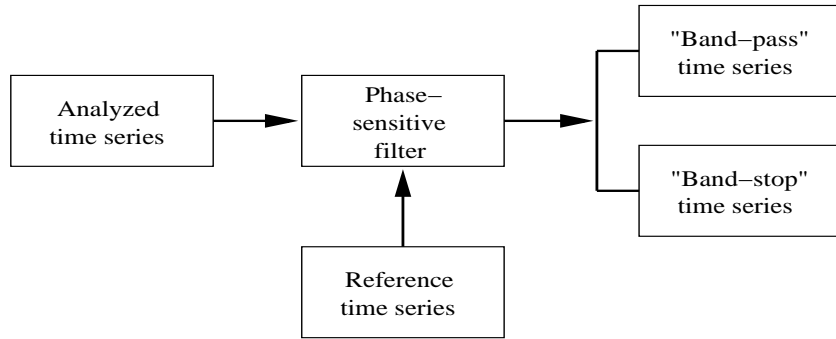 Analyzed
time series
Phase−
sensitive
filter
Reference
time series
"Band−pass"
time series
"Band−stop"
time series